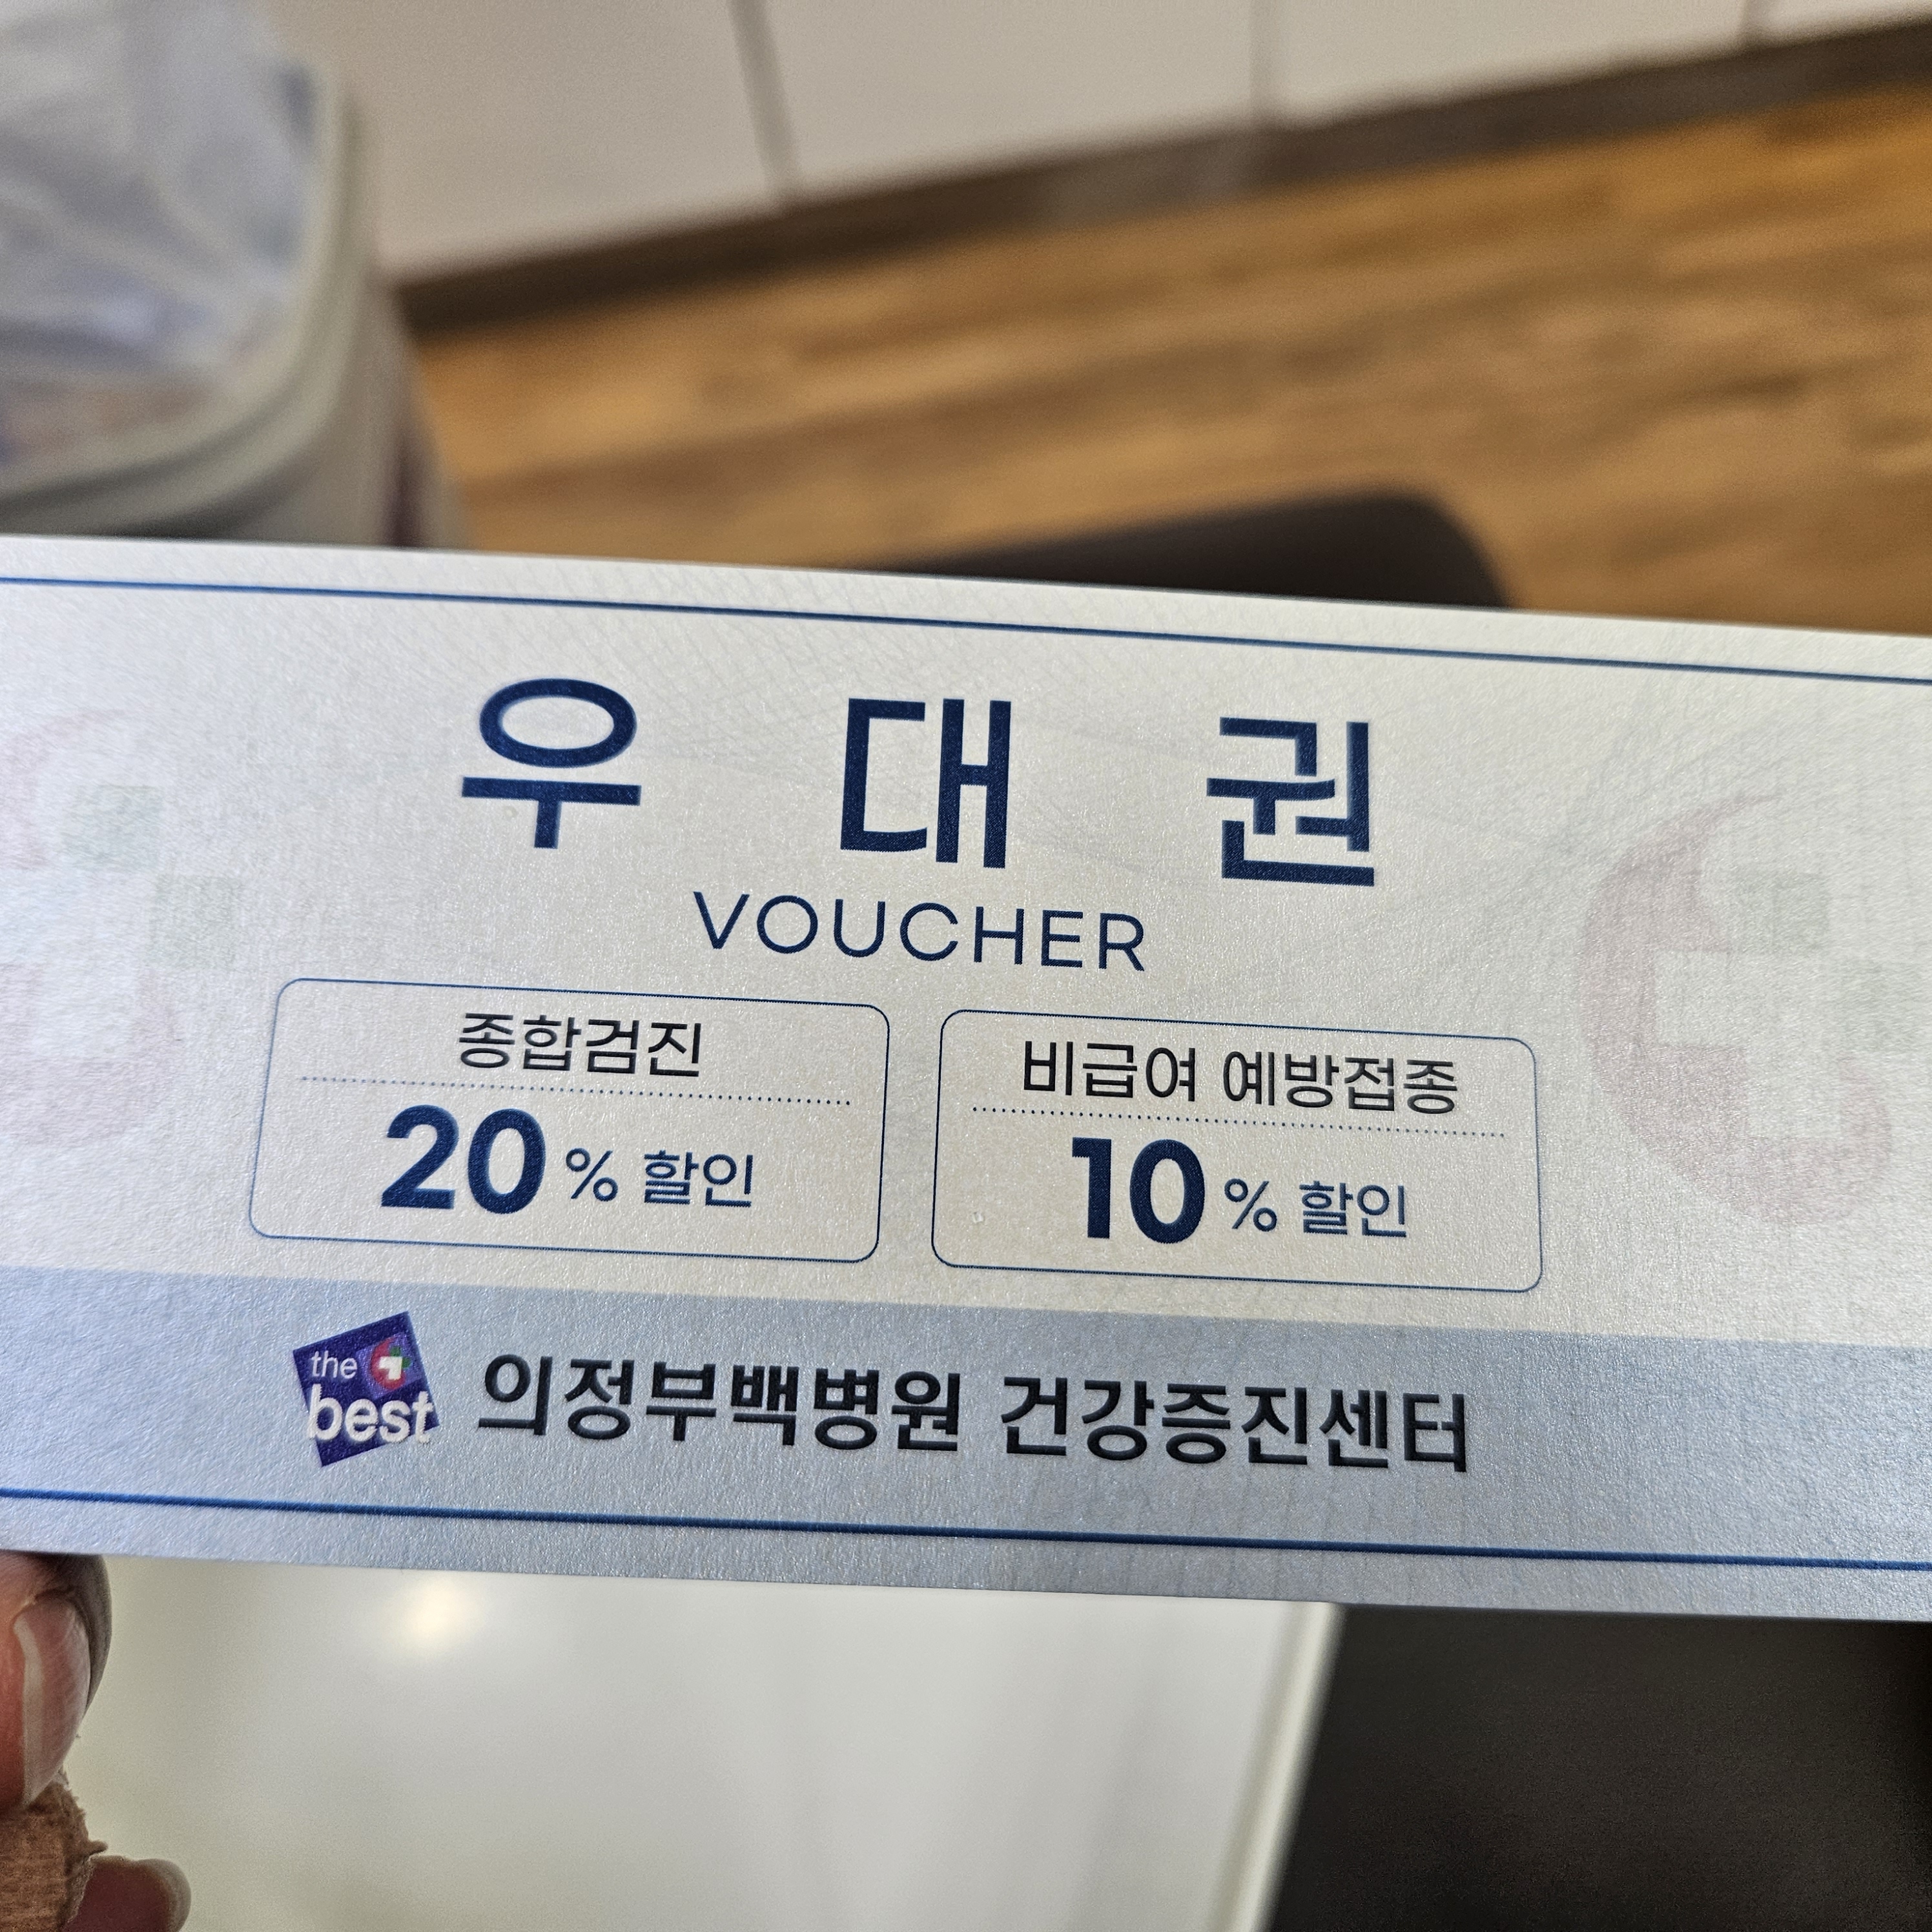 우대권
VOUCHER
종합검진
20% 할인
비급여 예방접종
10% 할인
the
best
의정부백병원 건강증진센터